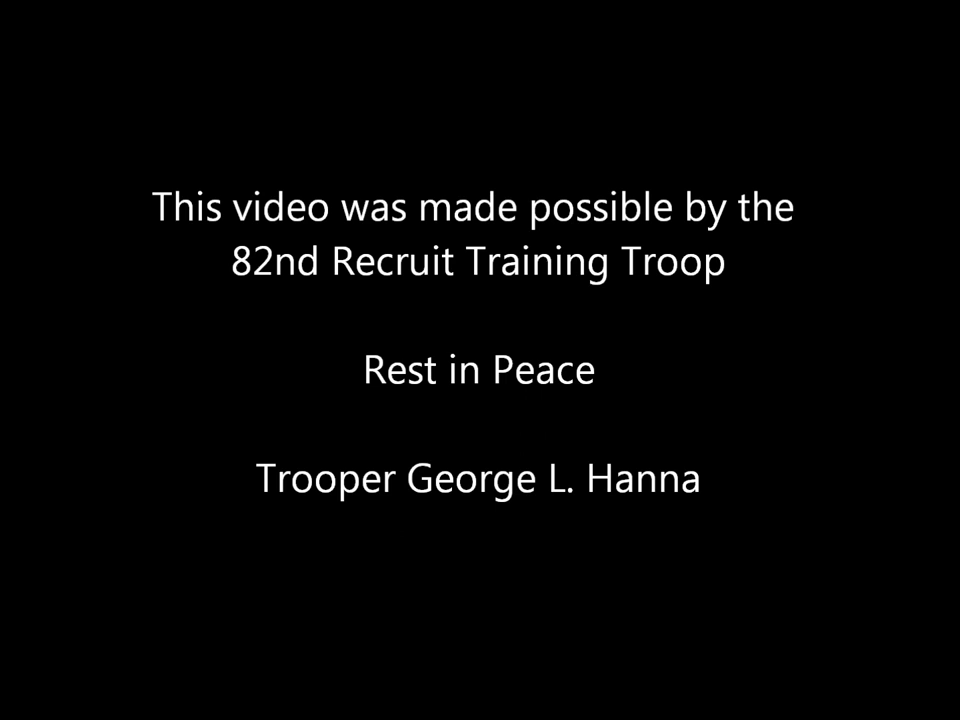 This video was made possible by the
82nd Recruit Training Troop
Rest in Peace
Trooper George L. Hanna